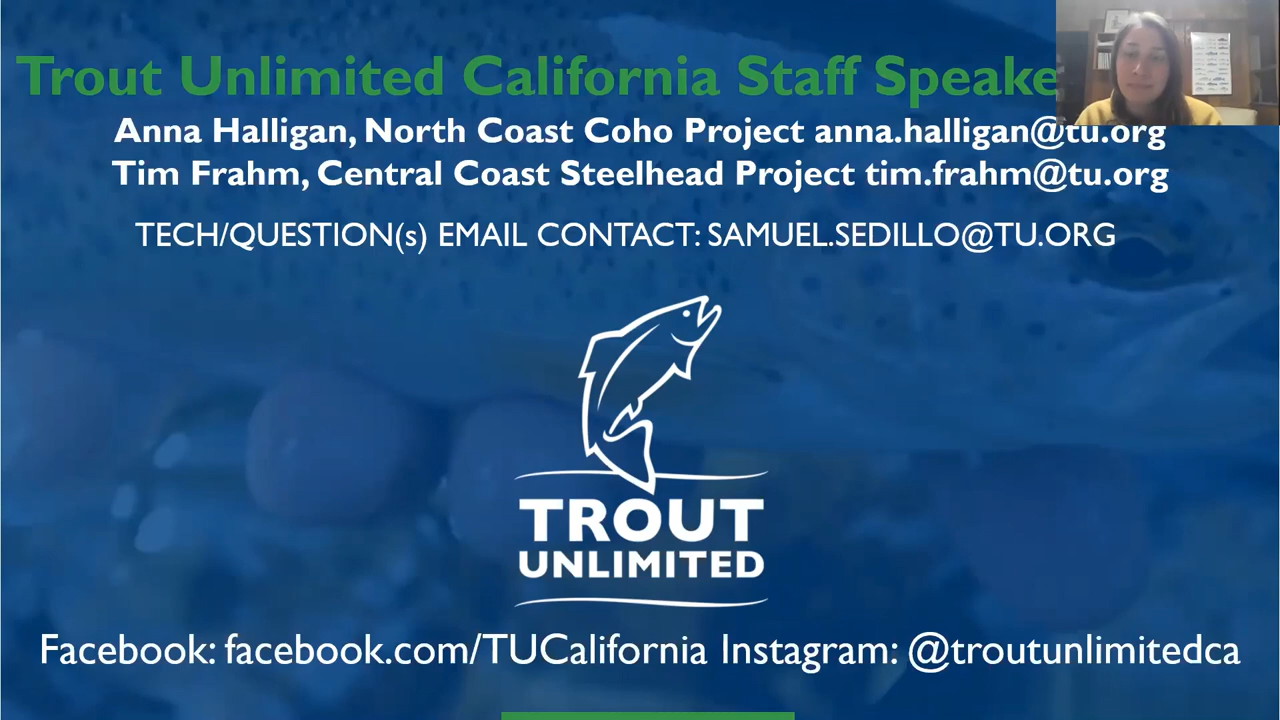 Trout Unlimited California Staff Speake
Anna Halligan, North Coast Coho Project anna.halligan@tu.org
Tim Frahm, Central Coast Steelhead Project tim.frahm@tu.org
TECH/QUESTION(s) EMAIL CONTACT: SAMUEL.SEDILLO@TU.ORG
TROUT
UNLIMITED
Facebook: facebook.com/TUCalifornia Instagram: @troutunlimitedca